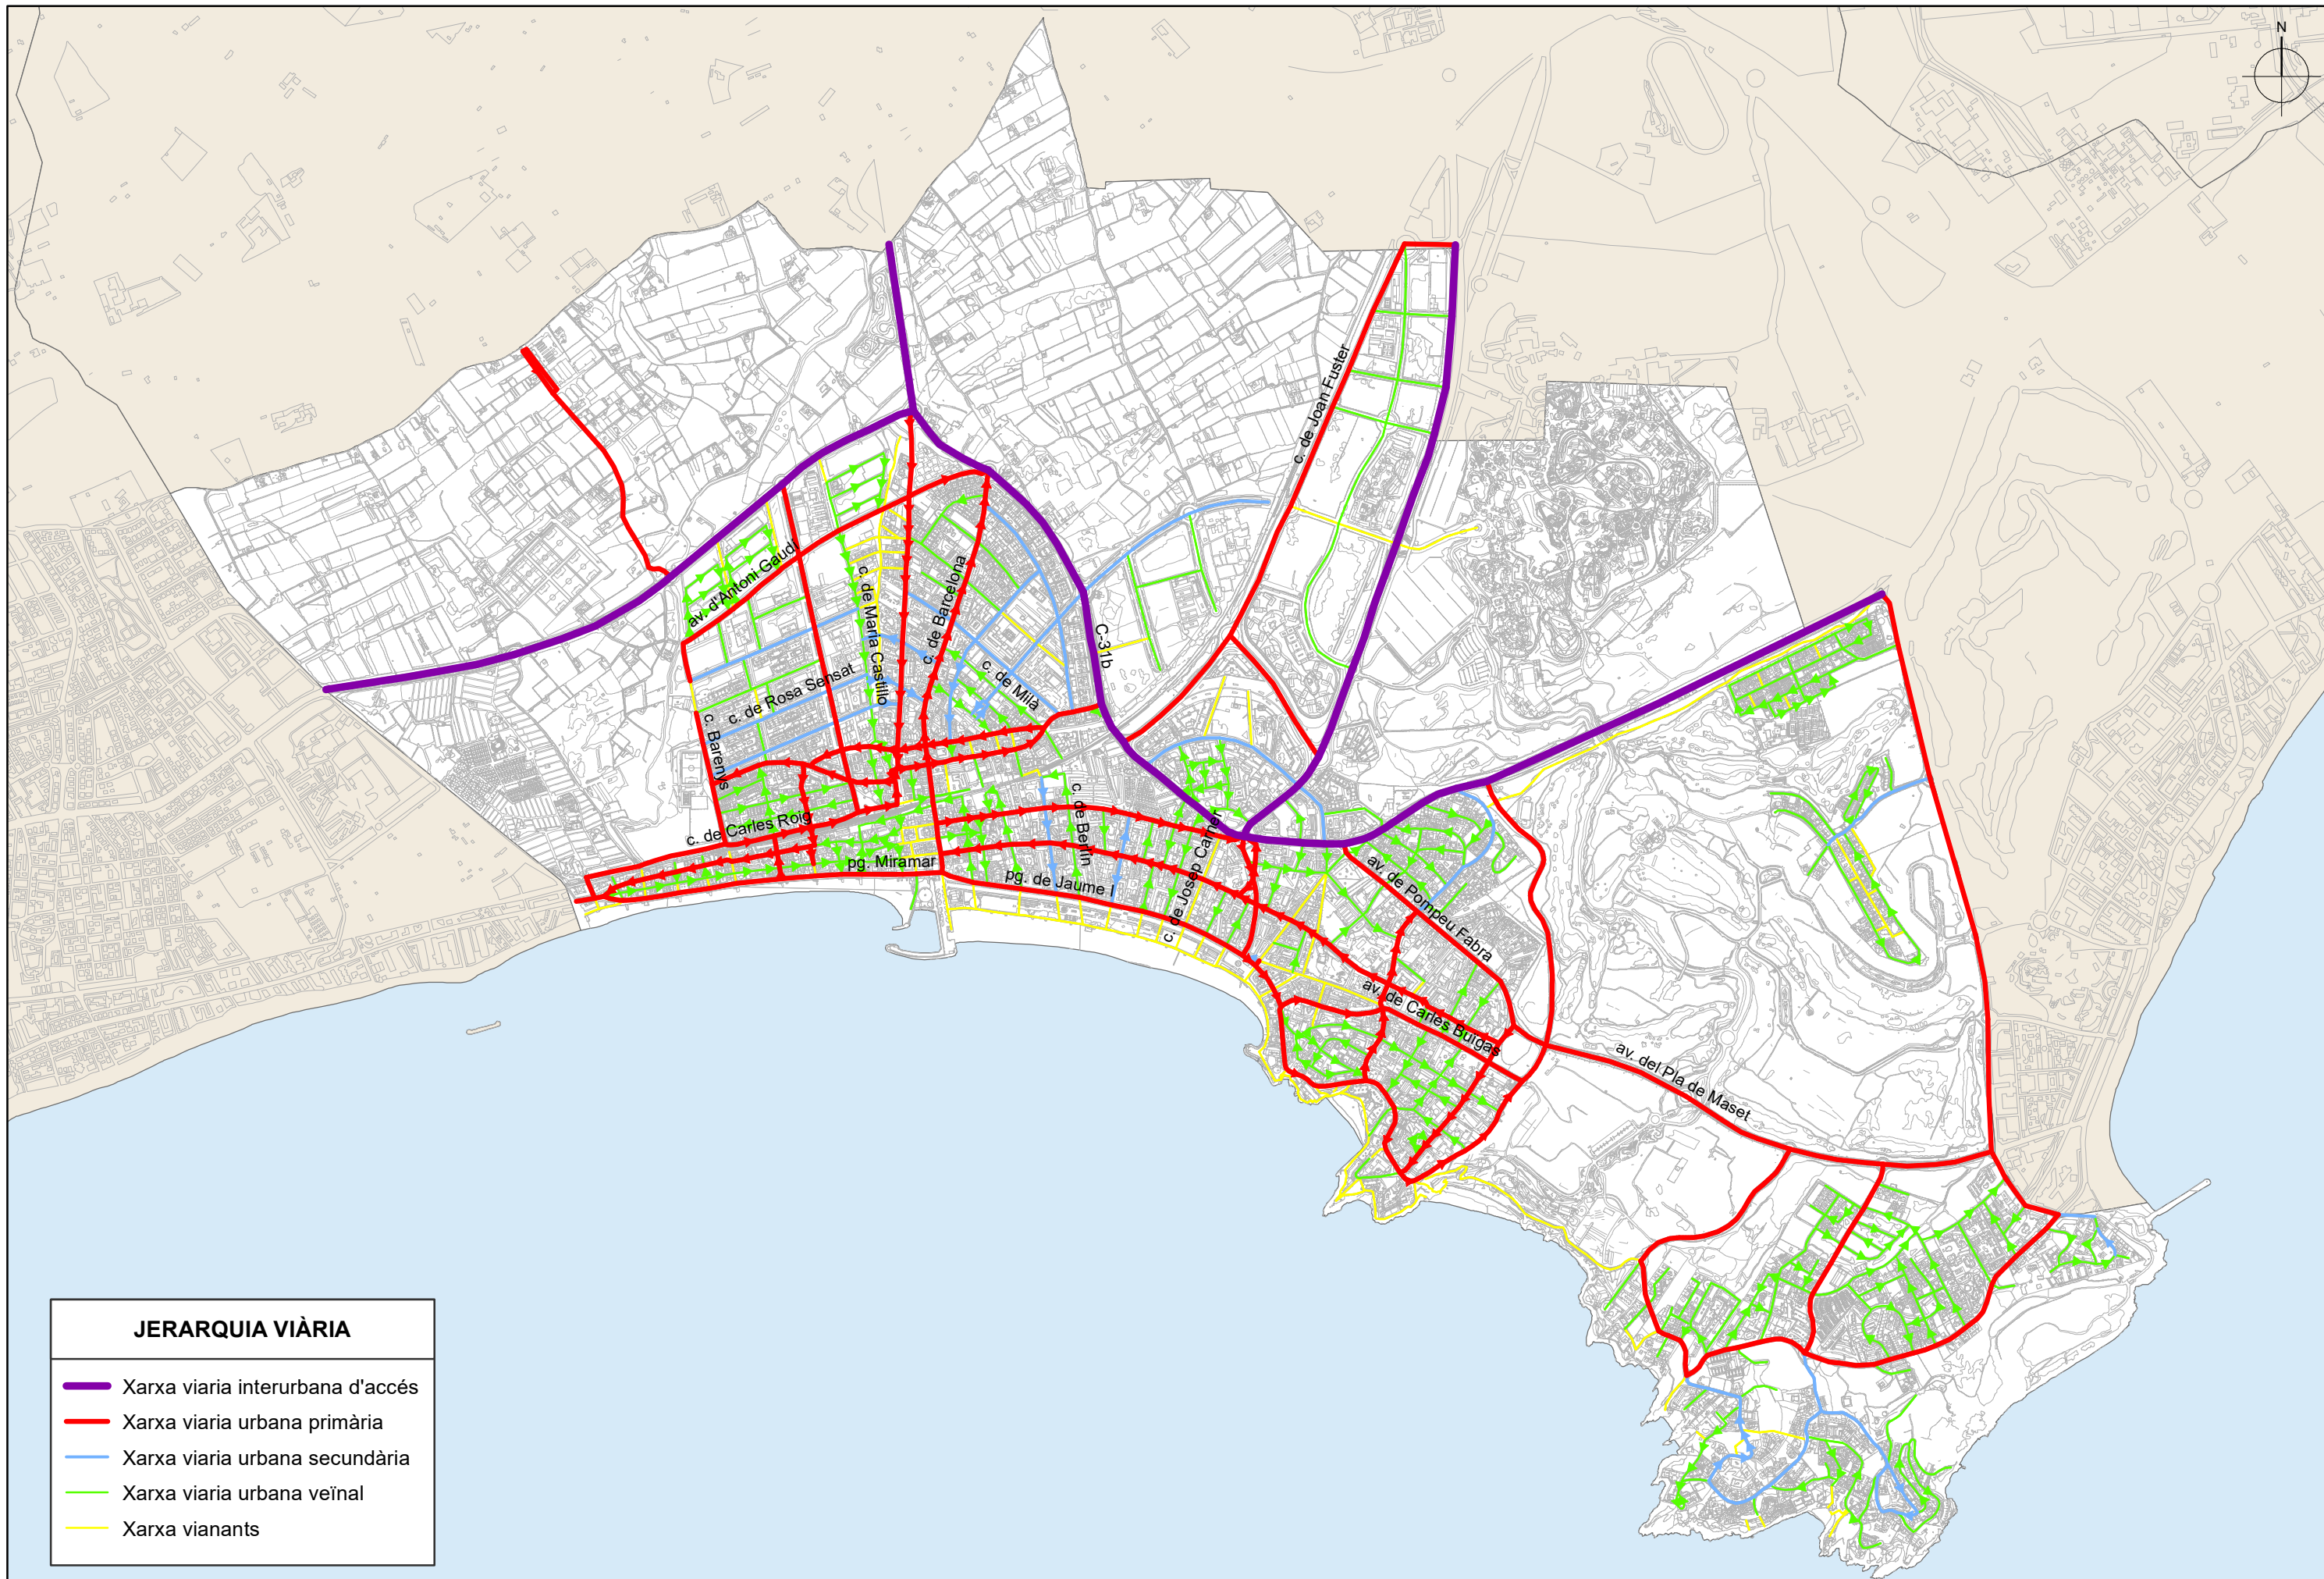 N
c. de Joan Fuster
av. d'Antoni Gaudí
c. de Maria Castillo
c. de Barcelona
C-31b
c. de Rosa Sensat
c. de Milà
c. Barenys
c. de Carles Roig
c. de Berlín
pg. Miramar
pg. de Jaume I
c. de Josep Carner
av. de Pompeu Fabra
av. de Carles Buïgas
av. del Pla de Maset
JERARQUIA VIÀRIA
Xarxa viaria interurbana d'accés
Xarxa viaria urbana primària
Xarxa viaria urbana secundària
Xarxa viaria urbana veïnal
Xarxa vianants